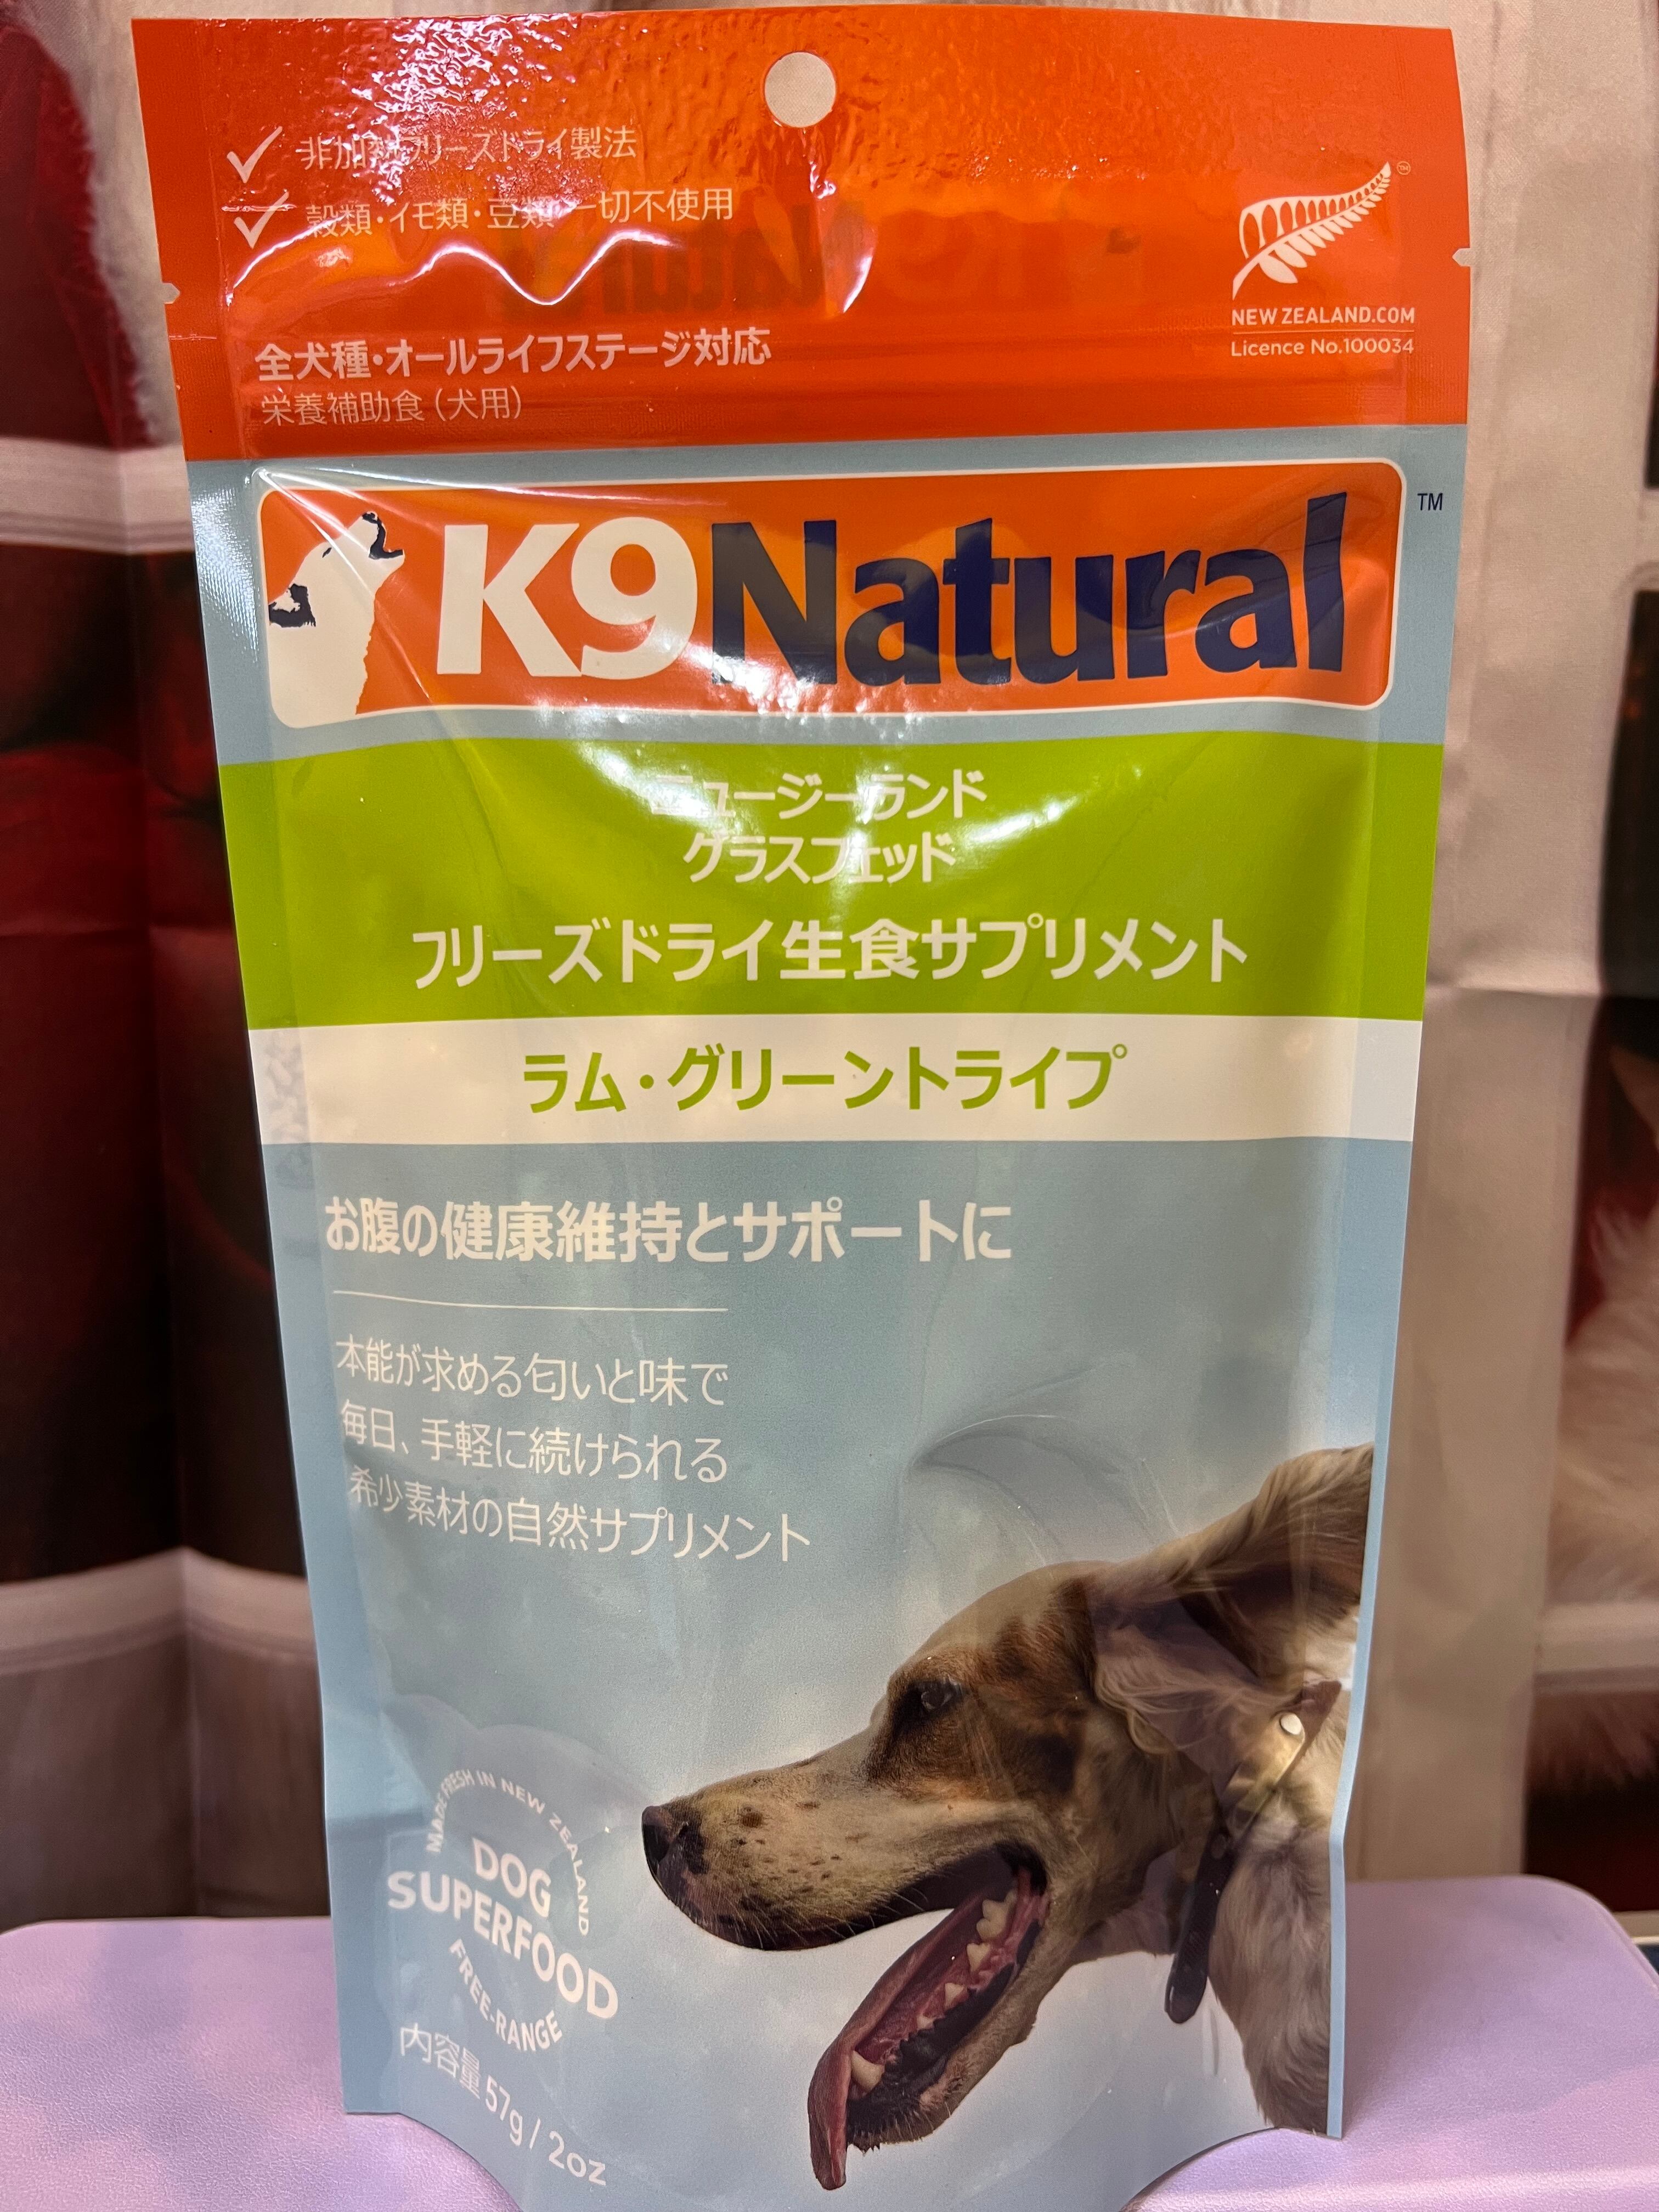 非加熱フリーズドライ製法
穀類・イモ類・豆類 一切不使用
全犬種・オールライフステージ対応
栄養補助食（犬用）
NEW ZEALAND.COM
Licence No.100034
K9 Natural
TM
ニュージーランド
グラスフェッド
フリーズドライ生食サプリメント
ラム・グリーントライプ
お腹の健康維持とサポートに
本能が求める匂いと味で
毎日、手軽に続けられる
希少素材の自然サプリメント
MADE FRESH IN NEW ZEALAND
DOG
SUPERFOOD
FREE-RANGE
内容量 57g / 2oz